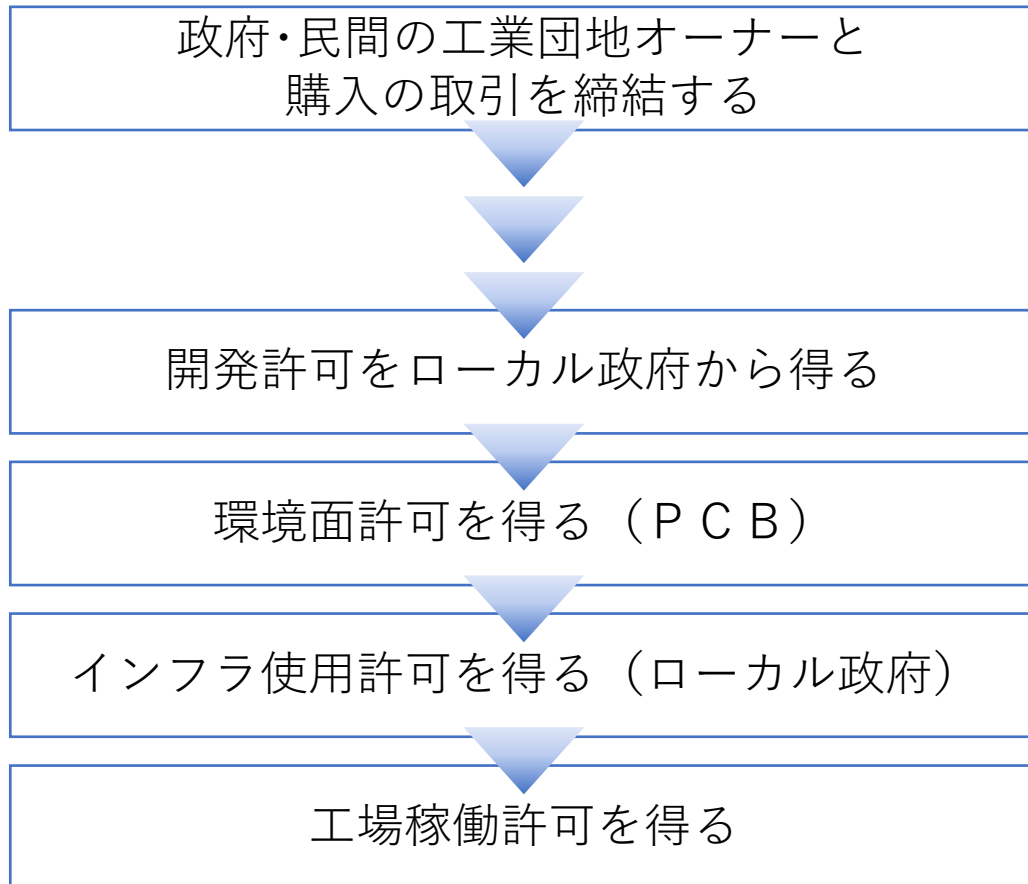 政府･民間の工業団地オーナーと
購入の取引を締結する
開発許可をローカル政府から得る
環境面許可を得る（ＰＣＢ）
インフラ使用許可を得る（ローカル政府）
工場稼働許可を得る